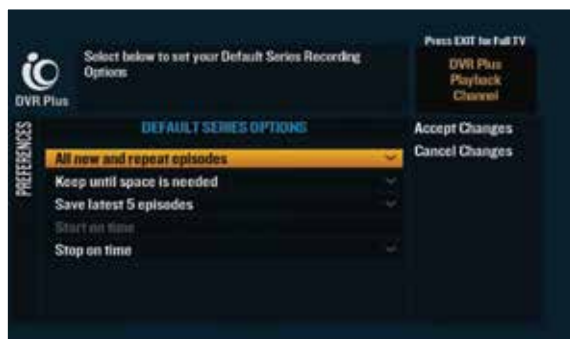 Press EXIT for Full TV
Select below to set your Default Series Recording
Options
DVR Plus
Playback
Channel
iO
DVR Plus
PREFERENCES
DEFAULT SERIES OPTIONS
All new and repeat episodes
Keep until space is needed
Save latest 5 episodes
Start on time
Stop on time
Accept Changes
Cancel Changes